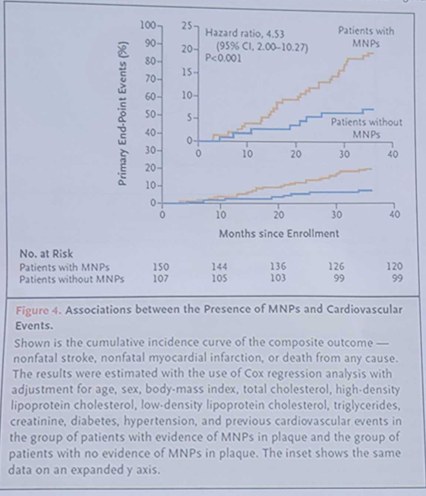 Primary End-Point Events (%)
100
90
80
70
60
50
40
30
20
10
0
25
20
15
10
5
0
Hazard ratio, 4.53
(95% CI, 2.00–10.27)
P<0.001
Patients with
MNPs
Patients without
MNPs
0 10 20 30 40
0 10 20 30 40
Months since Enrollment
No. at Risk
Patients with MNPs 150 144 136 126 120
Patients without MNPs 107 105 103 99 99
Figure 4. Associations between the Presence of MNPs and Cardiovascular
Events.
Shown is the cumulative incidence curve of the composite outcome —
nonfatal stroke, nonfatal myocardial infarction, or death from any cause.
The results were estimated with the use of Cox regression analysis with
adjustment for age, sex, body-mass index, total cholesterol, high-density
lipoprotein cholesterol, low-density lipoprotein cholesterol, triglycerides,
creatinine, diabetes, hypertension, and previous cardiovascular events in
the group of patients with evidence of MNPs in plaque and the group of
patients with no evidence of MNPs in plaque. The inset shows the same
data on an expanded y axis.